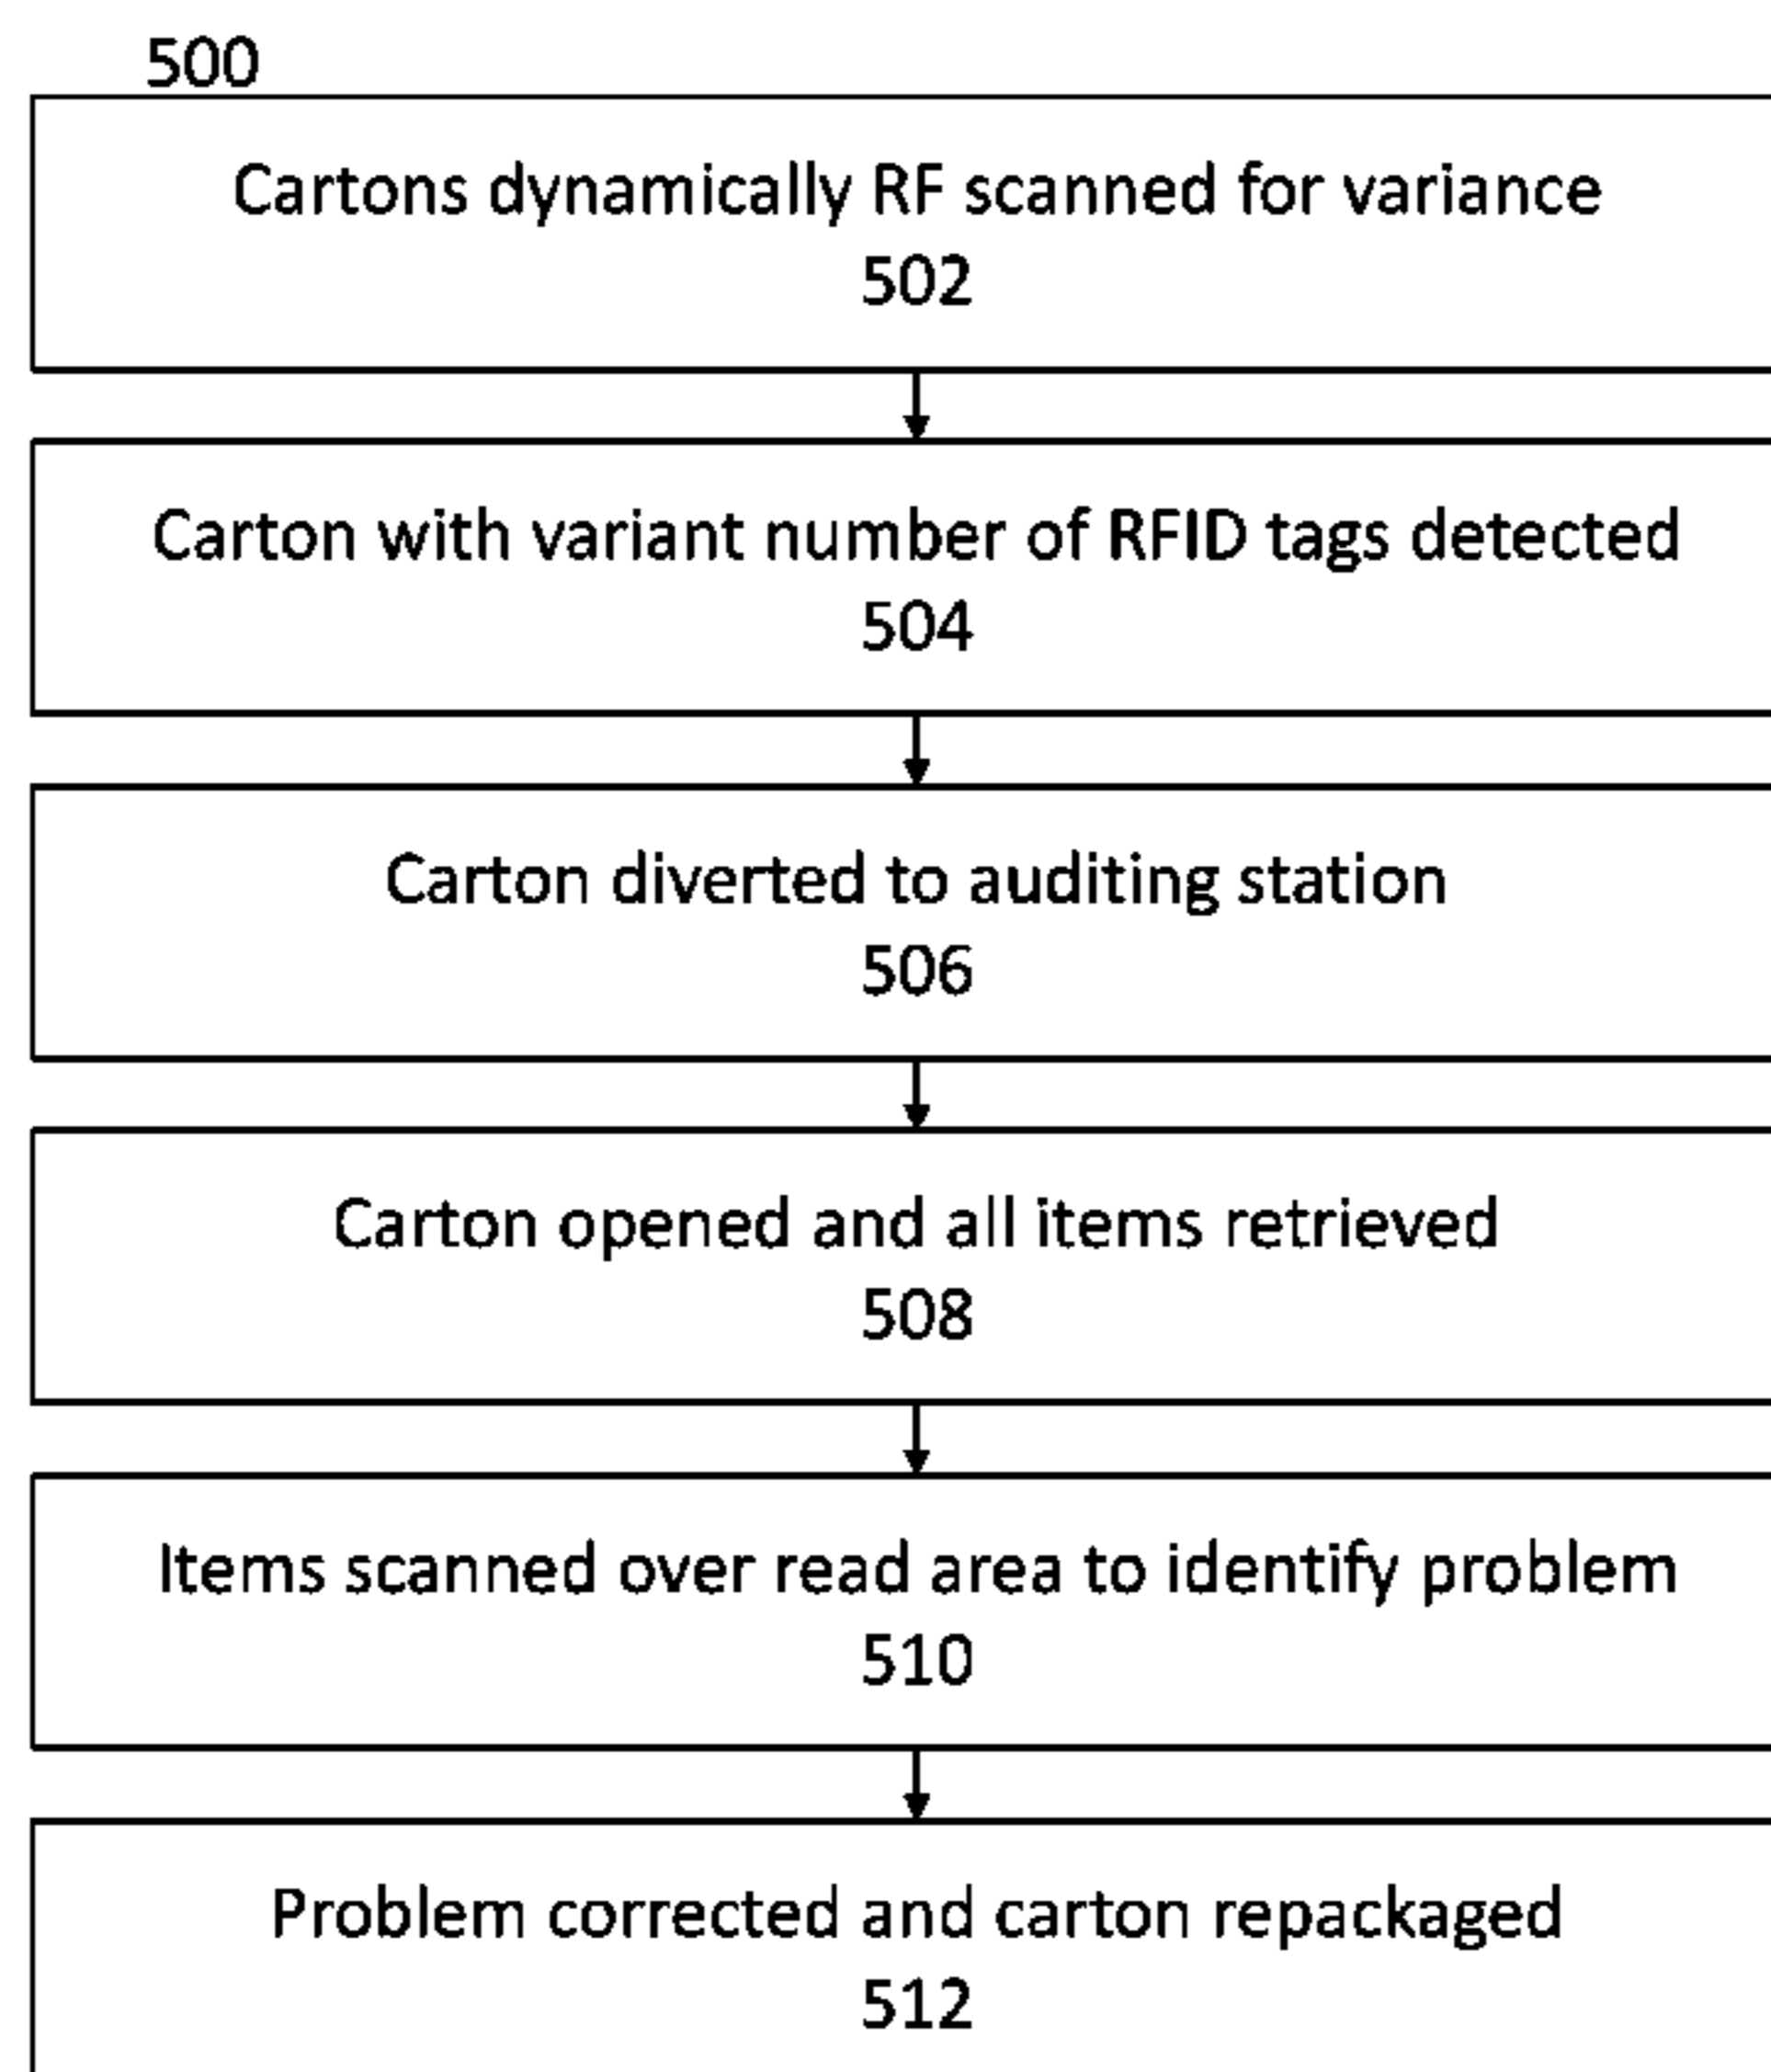 500
Cartons dynamically RF scanned for variance
502
Carton with variant number of RFID tags detected
504
Carton diverted to auditing station
506
Carton opened and all items retrieved
508
Items scanned over read area to identify problem
510
Problem corrected and carton repackaged
512